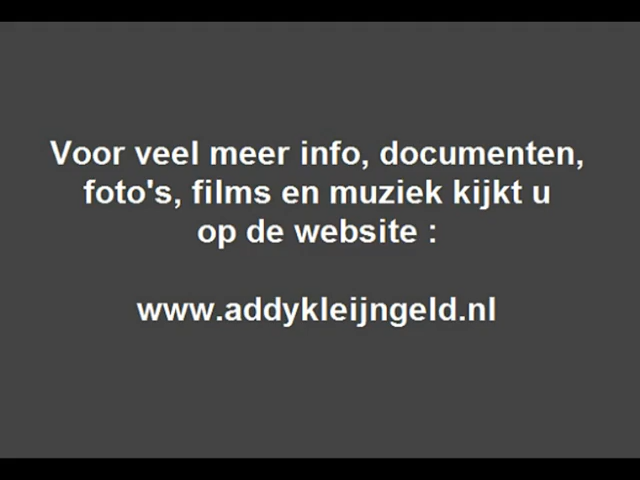 Voor veel meer info, documenten,
foto's, films en muziek kijkt u
op de website :
www.addykleijngeld.nl